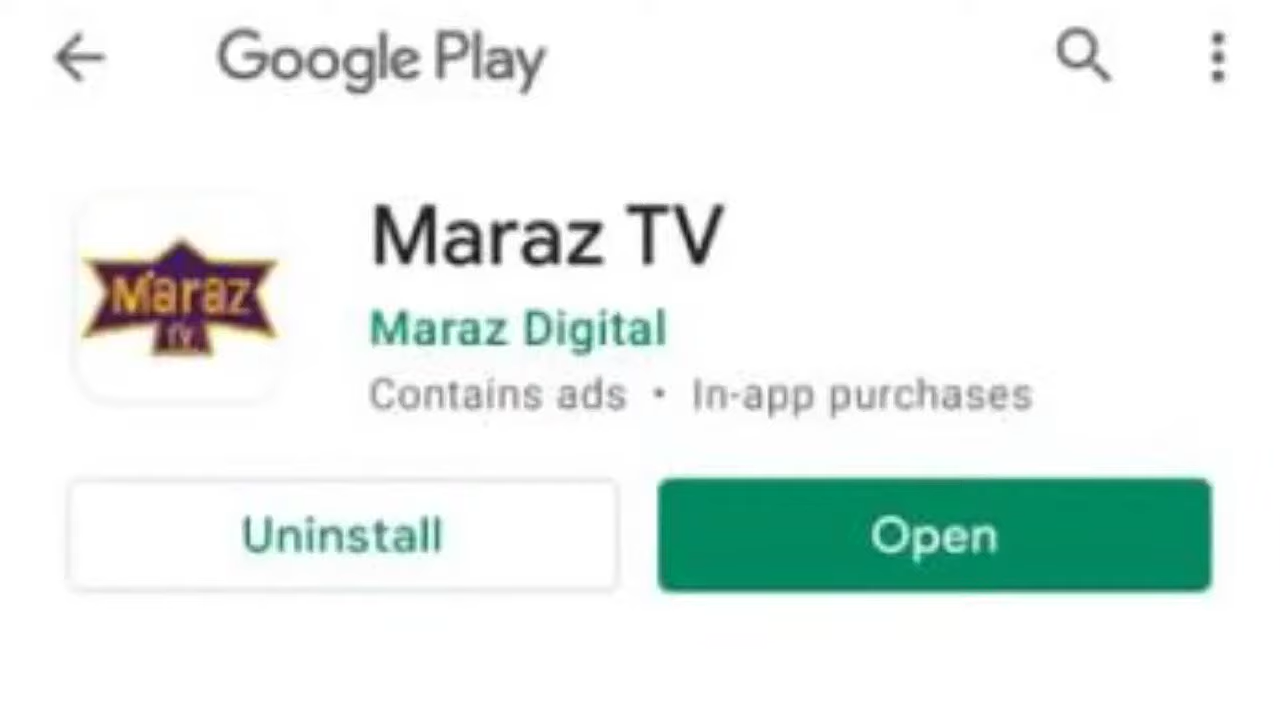 Google Play
Maraz TV
Maraz
TV
Maraz Digital
Contains ads • In-app purchases
Uninstall
Open